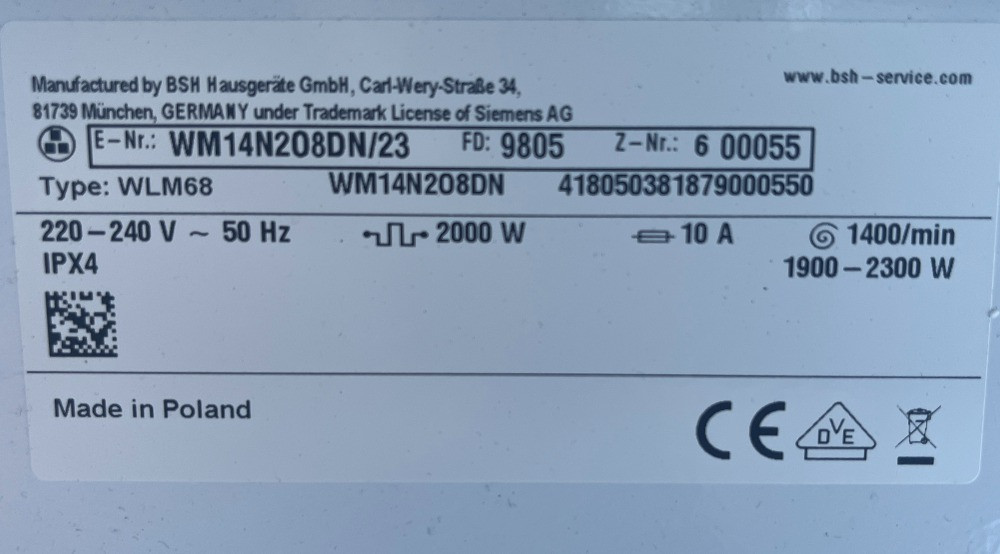 Manufactured by BSH Hausgeräte GmbH, Carl-Wery-Straße 34,
www.bsh-service.com
81739 München, GERMANY under Trademark License of Siemens AG
E-Nr.: WM14N208DN/23 FD: 9805 Z-Nr.: 6 00055
Type: WLM68 WM14N208DN 418050381879000550
220-240 V ~ 50 Hz 2000 W 10 A 1400/min
IPX4 1900-2300 W
Made in Poland
CE DVE